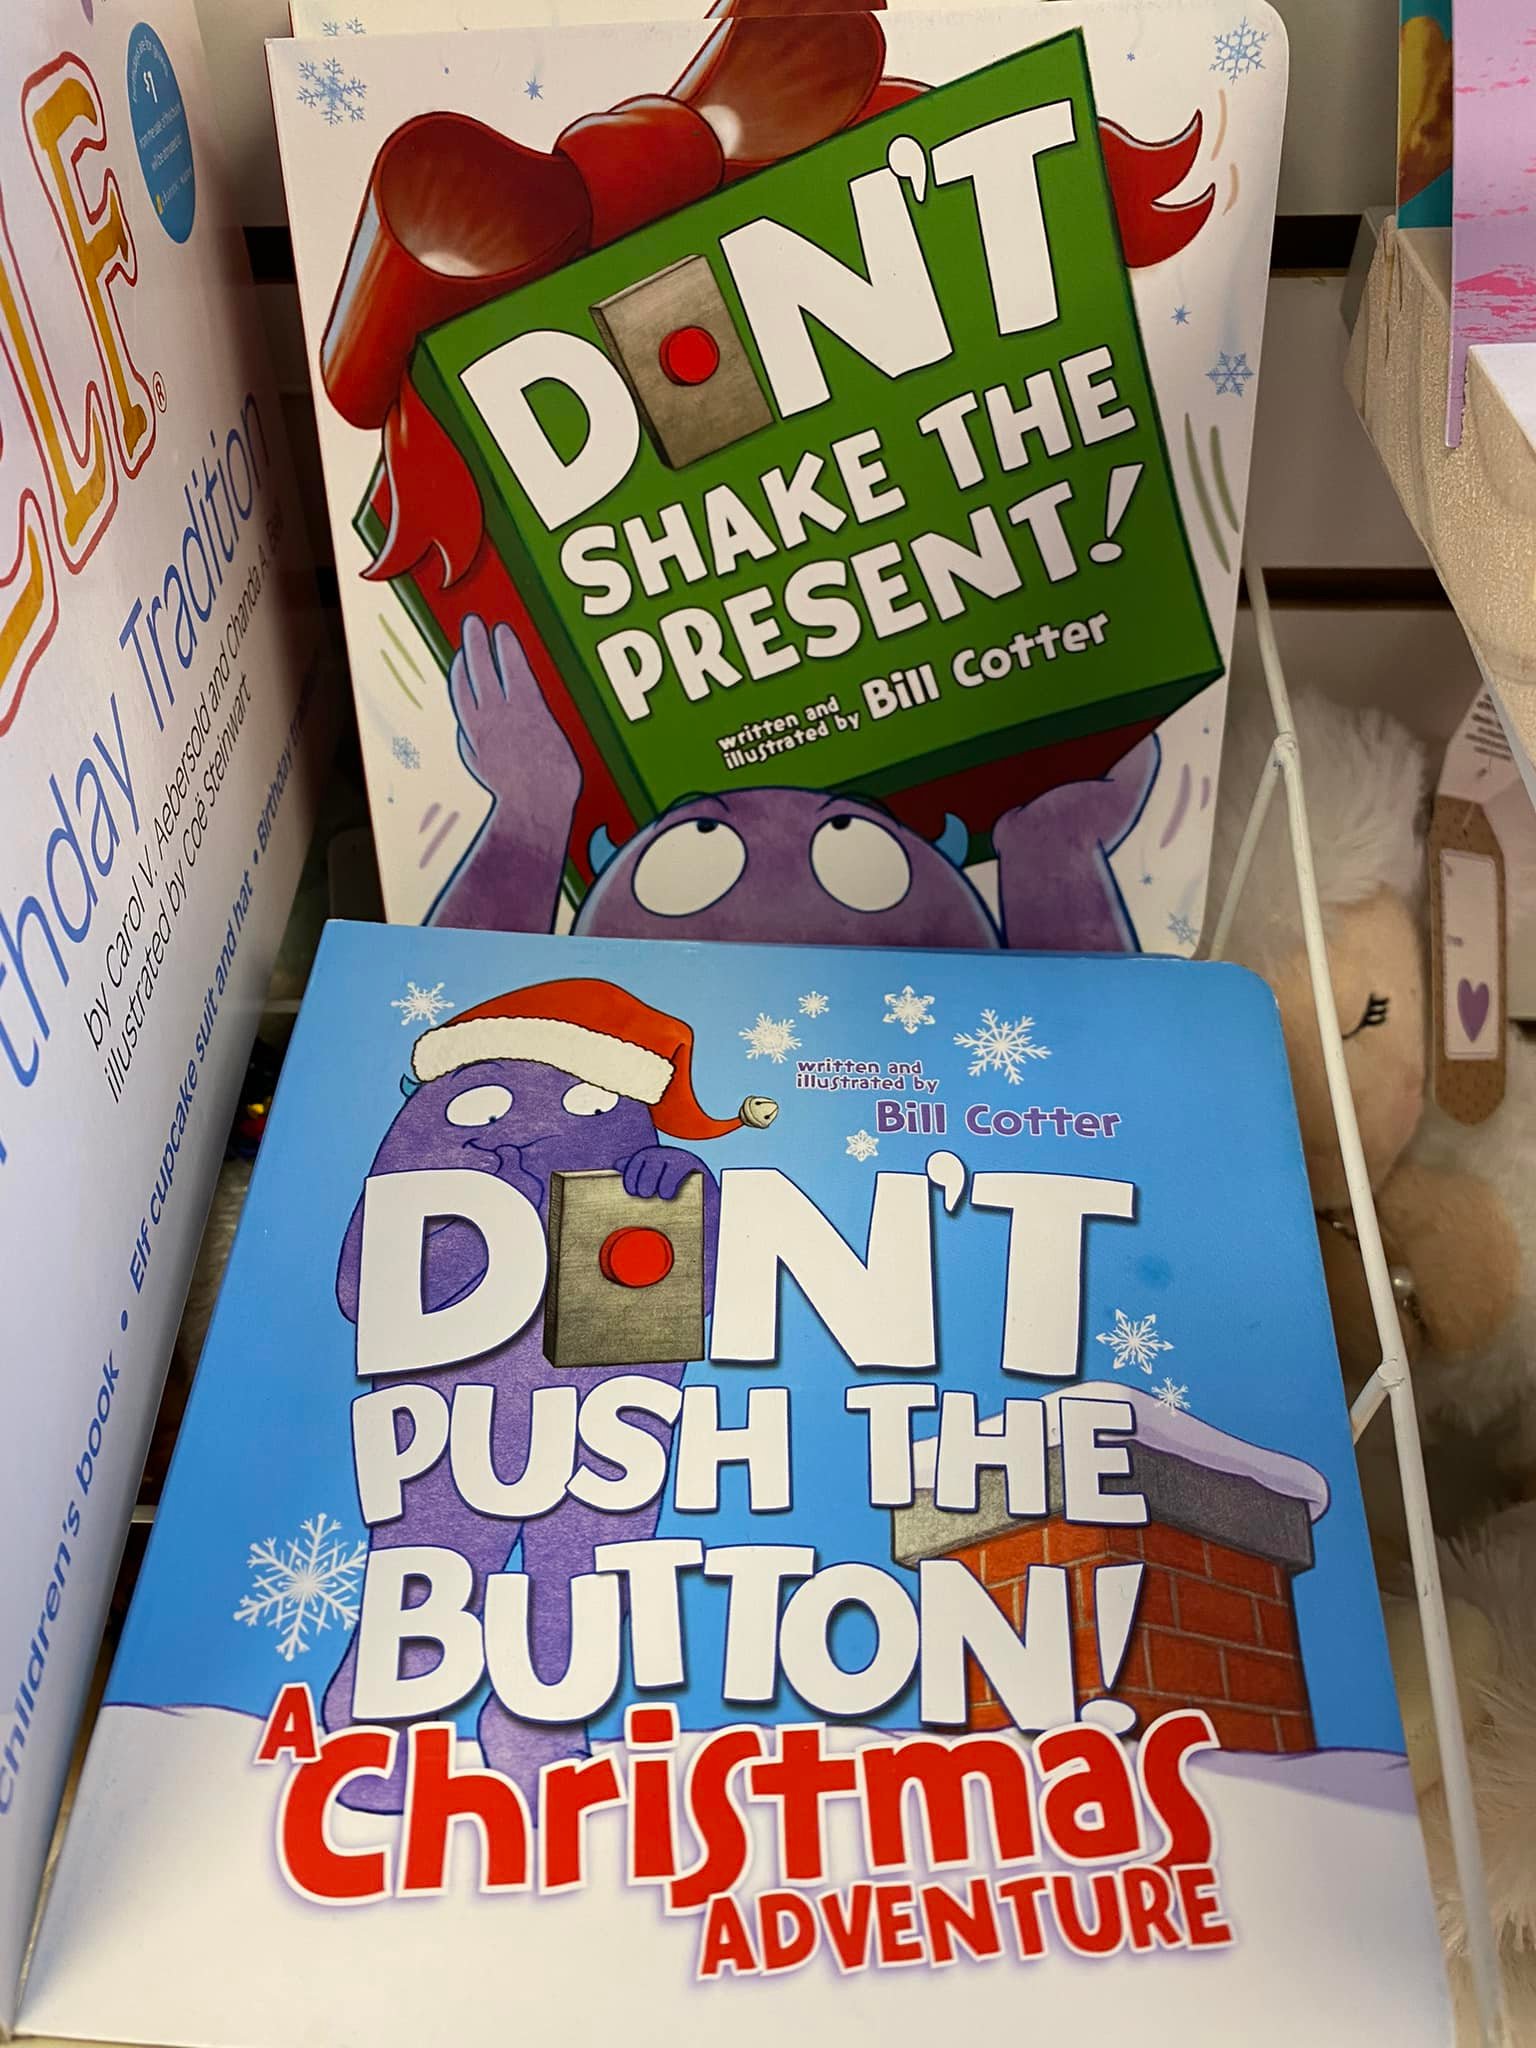 ELF®
thday Tradition
by Carol V. Aebersold and Chanda A. Bell
illustrated by Coë Steinwart
children's book • Elf cupcake suit and hat • Birthday
$1
DON'T
SHAKE THE
PRESENT!
written and
illustrated by Bill Cotter
written and
illustrated by
Bill Cotter
DON'T
PUSH THE
BUTTON!
A Christmas
ADVENTURE